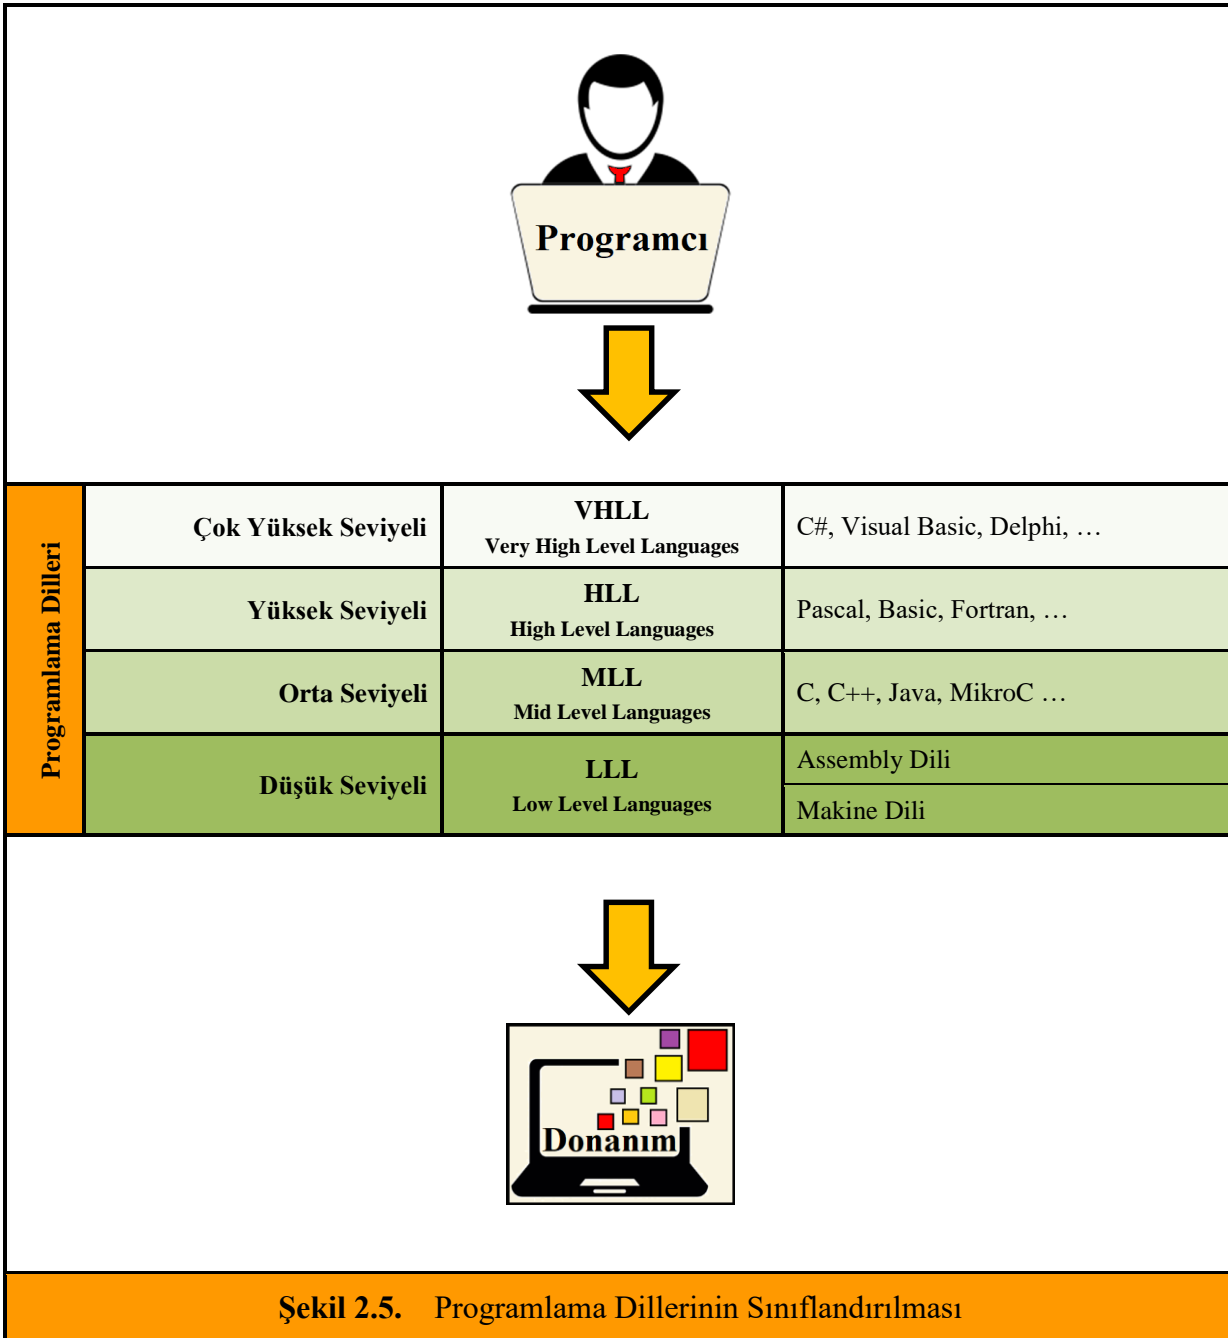 Programcı
Programlama Dilleri
Çok Yüksek Seviyeli
VHLL
Very High Level Languages
C#, Visual Basic, Delphi, …
Yüksek Seviyeli
HLL
High Level Languages
Pascal, Basic, Fortran, …
Orta Seviyeli
MLL
Mid Level Languages
C, C++, Java, MikroC …
Düşük Seviyeli
LLL
Low Level Languages
Assembly Dili
Makine Dili
Donanım
Şekil 2.5. Programlama Dillerinin Sınıflandırılması